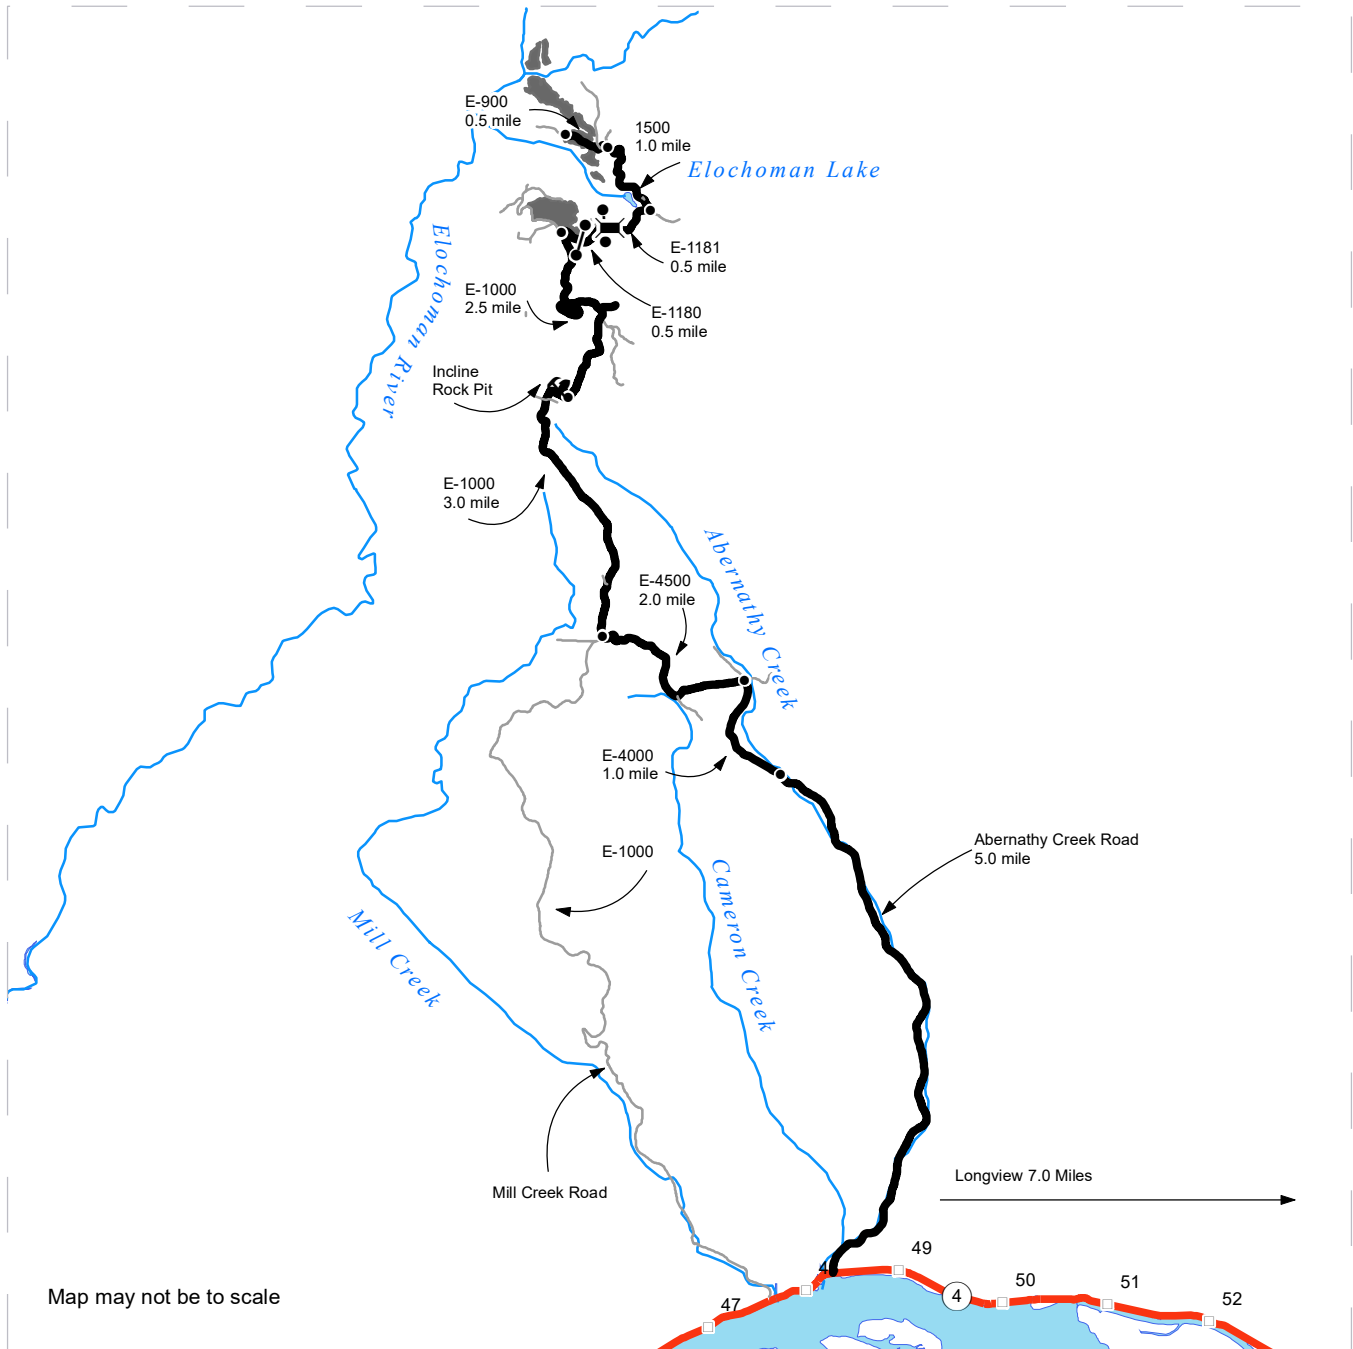 E-900
0.5 mile
1500
1.0 mile
Elochoman Lake
E-1181
0.5 mile
E-1000
2.5 mile
E-1180
0.5 mile
Elochoman River
Incline
Rock Pit
E-1000
3.0 mile
Abernathy Creek
E-4500
2.0 mile
E-4000
1.0 mile
Abernathy Creek Road
5.0 mile
E-1000
Cameron Creek
Mill Creek
Mill Creek Road
Longview 7.0 Miles
49
4
50
51
52
47
Map may not be to scale